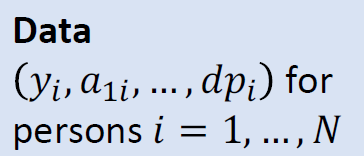 Data
(yᵢ, a₁ᵢ, … , dpᵢ) for
persons i = 1, … , N